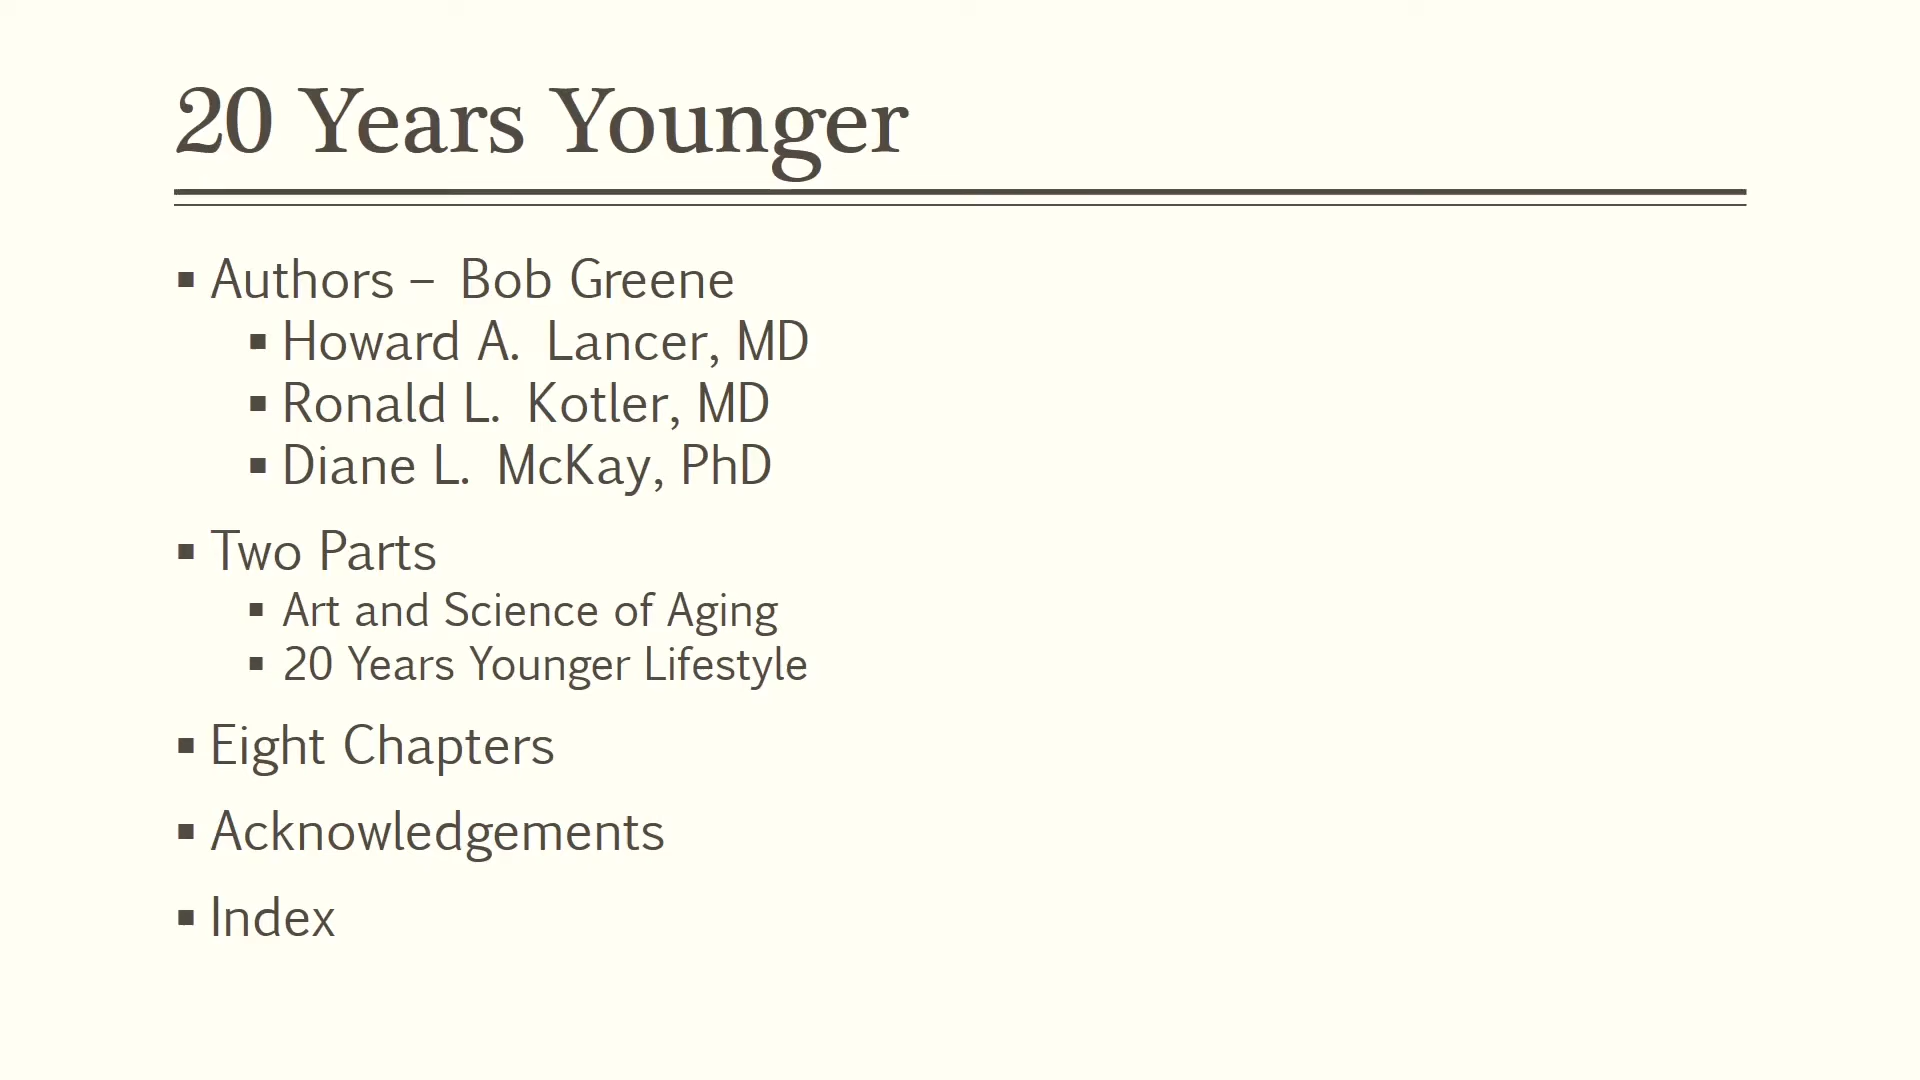 20 Years Younger
▪ Authors – Bob Greene
▪ Howard A. Lancer, MD
▪ Ronald L. Kotler, MD
▪ Diane L. McKay, PhD
▪ Two Parts
▪ Art and Science of Aging
▪ 20 Years Younger Lifestyle
▪ Eight Chapters
▪ Acknowledgements
▪ Index